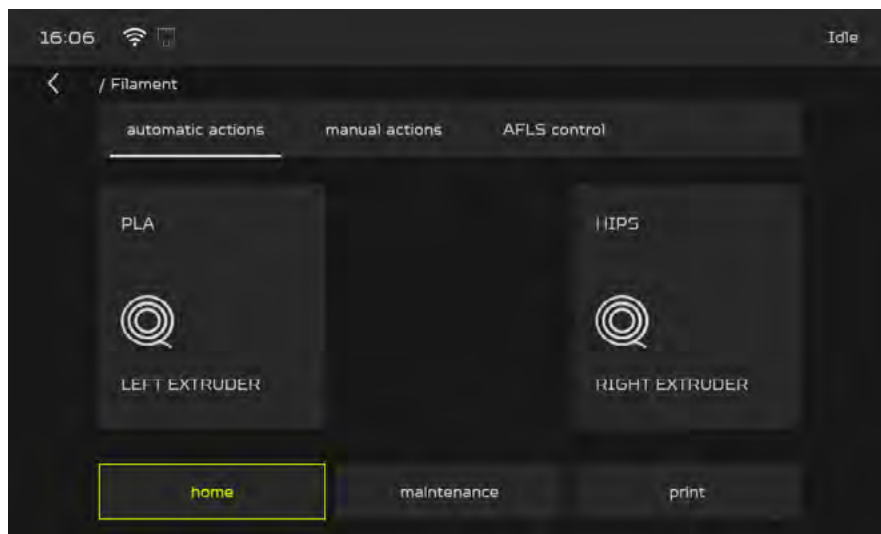 16:06 Idle
/ Filament
automatic actions manual actions AFLS control
PLA HIPS
LEFT EXTRUDER RIGHT EXTRUDER
home maintenance print